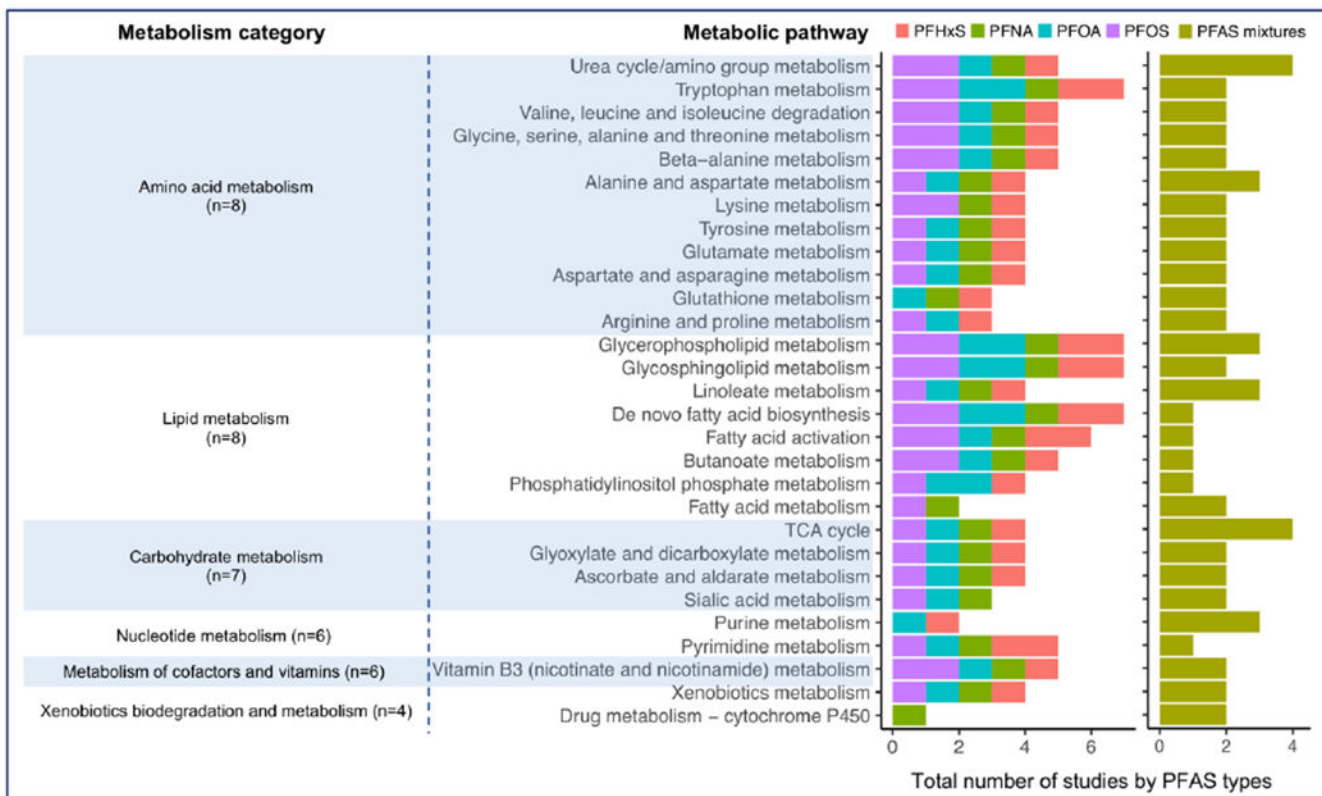 Metabolism category
Metabolic pathway
PFHxS PFNA PFOA PFOS PFAS mixtures
Amino acid metabolism
(n=8)
Urea cycle/amino group metabolism
Tryptophan metabolism
Valine, leucine and isoleucine degradation
Glycine, serine, alanine and threonine metabolism
Beta−alanine metabolism
Alanine and aspartate metabolism
Lysine metabolism
Tyrosine metabolism
Glutamate metabolism
Aspartate and asparagine metabolism
Glutathione metabolism
Arginine and proline metabolism
Lipid metabolism
(n=8)
Glycerophospholipid metabolism
Glycosphingolipid metabolism
Linoleate metabolism
De novo fatty acid biosynthesis
Fatty acid activation
Butanoate metabolism
Phosphatidylinositol phosphate metabolism
Fatty acid metabolism
Carbohydrate metabolism
(n=7)
TCA cycle
Glyoxylate and dicarboxylate metabolism
Ascorbate and aldarate metabolism
Sialic acid metabolism
Nucleotide metabolism (n=6)
Purine metabolism
Pyrimidine metabolism
Metabolism of cofactors and vitamins (n=6)
Vitamin B3 (nicotinate and nicotinamide) metabolism
Xenobiotics biodegradation and metabolism (n=4)
Xenobiotics metabolism
Drug metabolism − cytochrome P450
0 2 4 6
0 2 4
Total number of studies by PFAS types